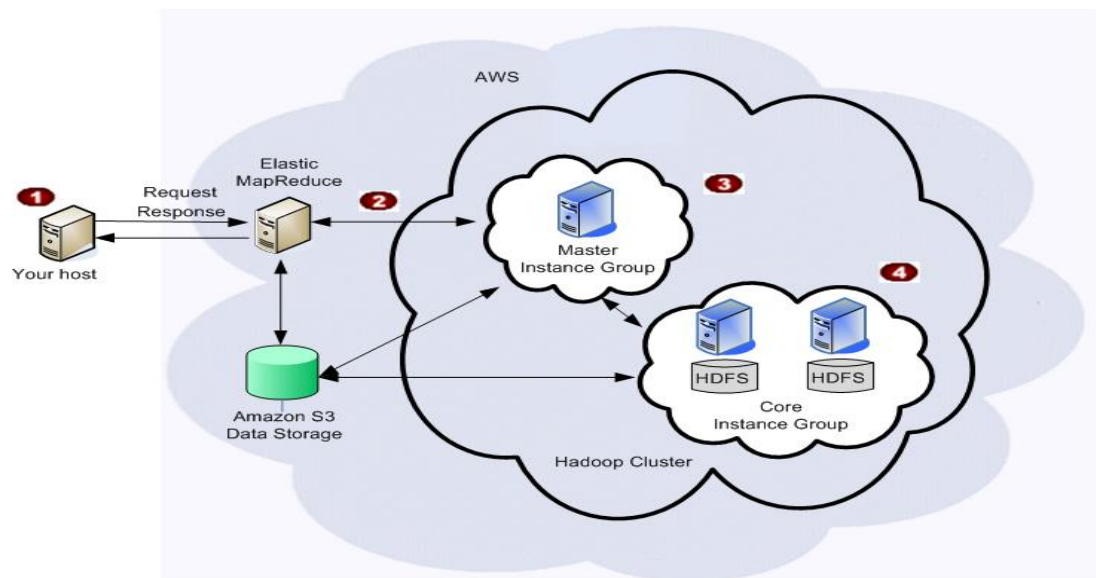 AWS
Elastic
MapReduce
1
Request
Response
2
3
Your host
Master
Instance Group
4
HDFS
HDFS
Core
Instance Group
Amazon S3
Data Storage
Hadoop Cluster